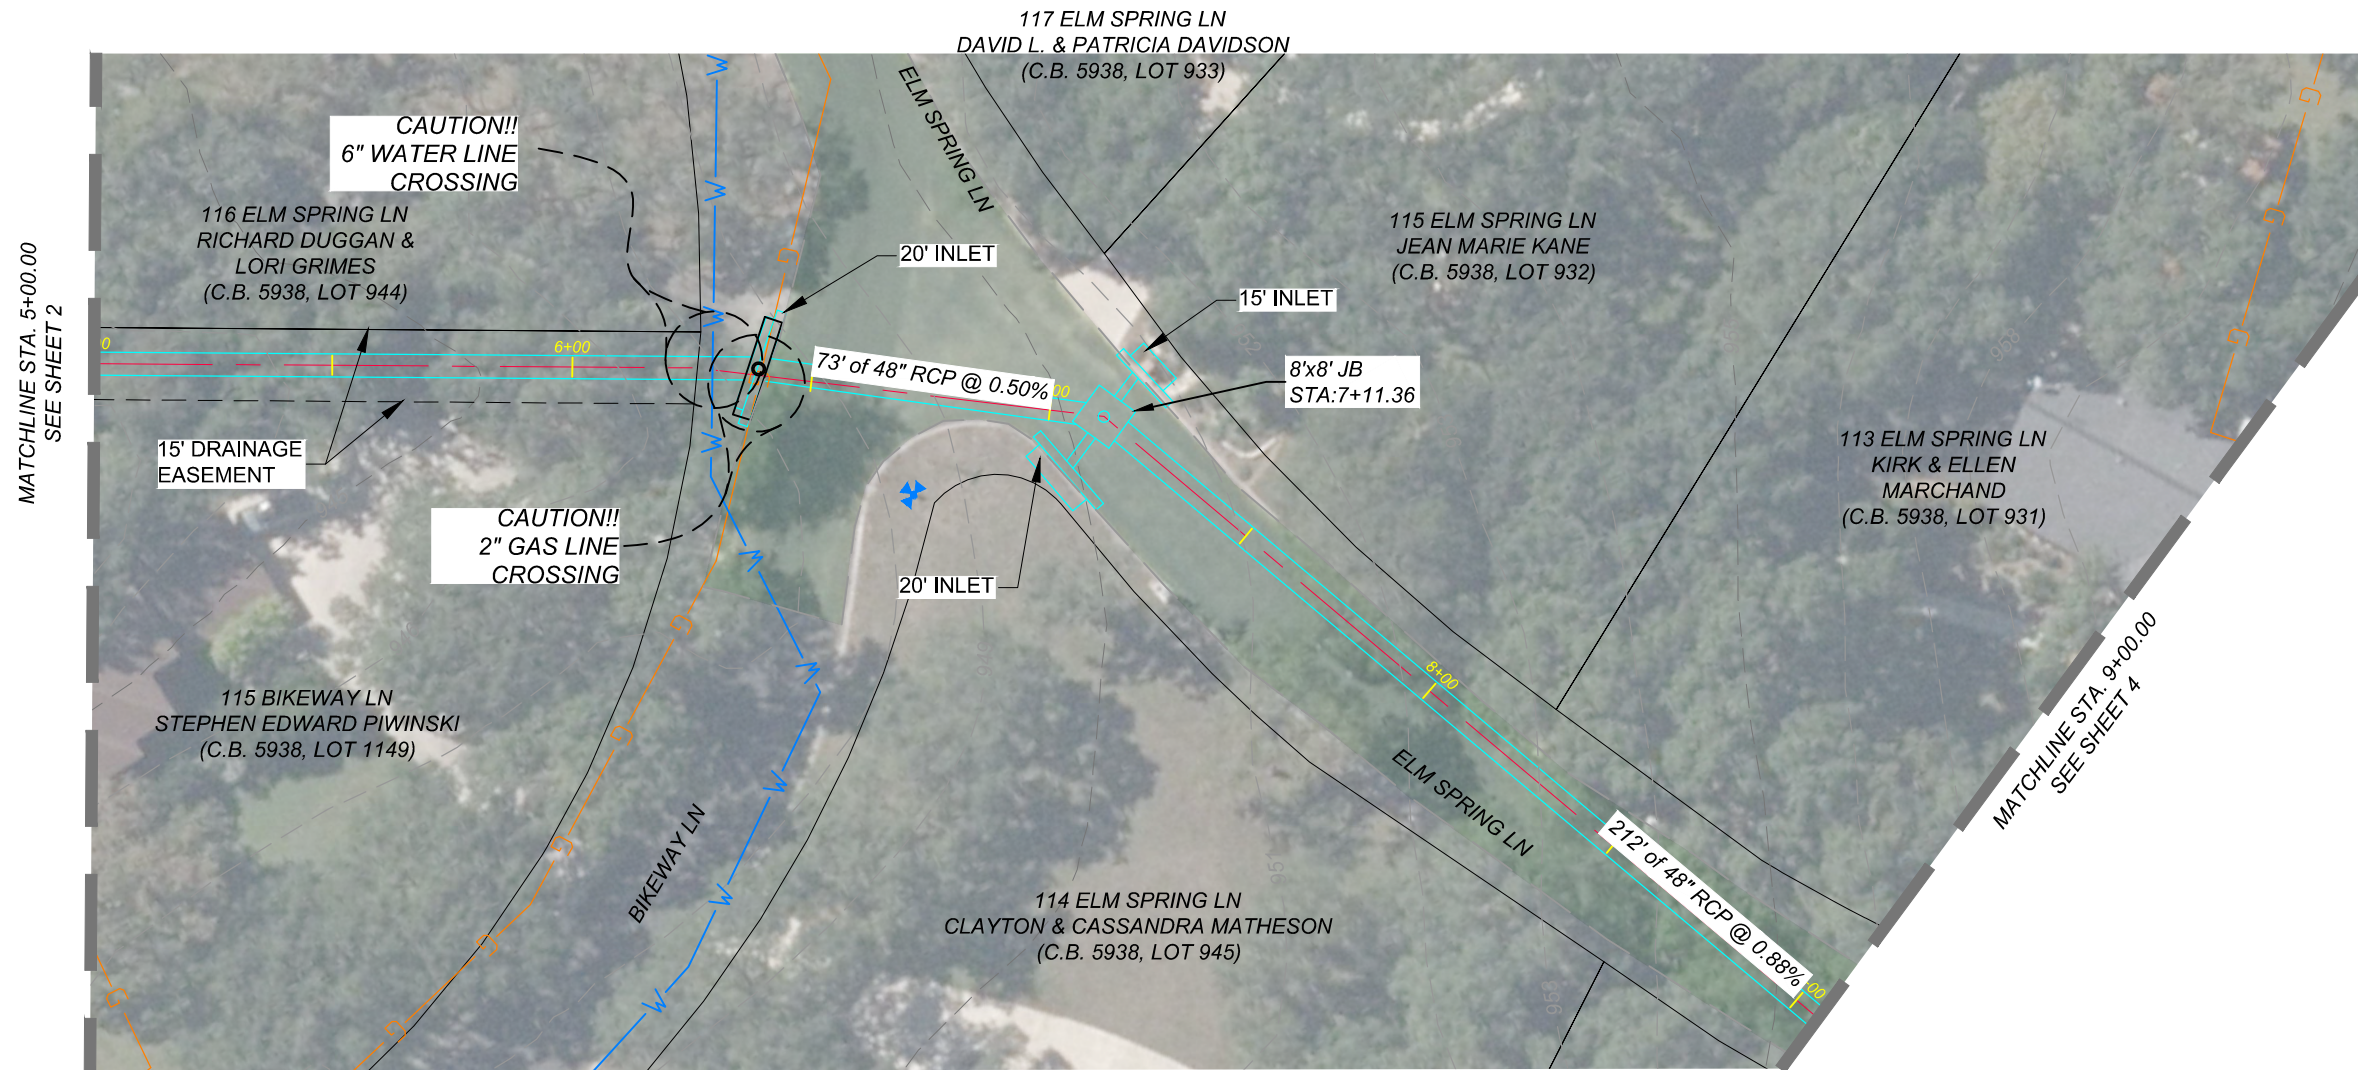 117 ELM SPRING LN
DAVID L. & PATRICIA DAVIDSON
(C.B. 5938, LOT 933)
ELM SPRING LN
CAUTION!!
6" WATER LINE
CROSSING
116 ELM SPRING LN
RICHARD DUGGAN &
LORI GRIMES
(C.B. 5938, LOT 944)
20' INLET
115 ELM SPRING LN
JEAN MARIE KANE
(C.B. 5938, LOT 932)
15' INLET
MATCHLINE STA. 5+00.00
SEE SHEET 2
6+00
73' of 48" RCP @ 0.50%
00
8'x8' JB
STA:7+11.36
15' DRAINAGE
EASEMENT
113 ELM SPRING LN
KIRK & ELLEN
MARCHAND
(C.B. 5938, LOT 931)
CAUTION!!
2" GAS LINE
CROSSING
20' INLET
8+00
115 BIKEWAY LN
STEPHEN EDWARD PIWINSKI
(C.B. 5938, LOT 1149)
BIKEWAY LN
ELM SPRING LN
MATCHLINE STA. 9+00.00
SEE SHEET 4
212' of 48" RCP @ 0.88%
00
114 ELM SPRING LN
CLAYTON & CASSANDRA MATHESON
(C.B. 5938, LOT 945)
951
953
W
W
W
W
W
W
W
W
W
G
G
G
G
G
G
G
G
G
G